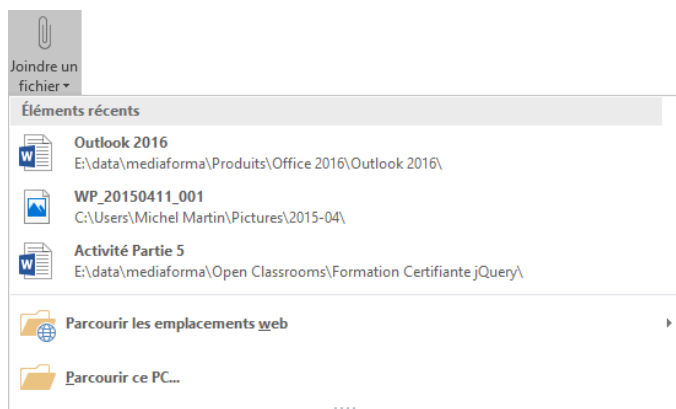 Joindre un
fichier
Éléments récents
Outlook 2016
E:\data\mediaforma\Produits\Office 2016\Outlook 2016\
WP_20150411_001
C:\Users\Michel Martin\Pictures\2015-04\
Activité Partie 5
E:\data\mediaforma\Open Classrooms\Formation Certifiante jQuery\
Parcourir les emplacements web
Parcourir ce PC...